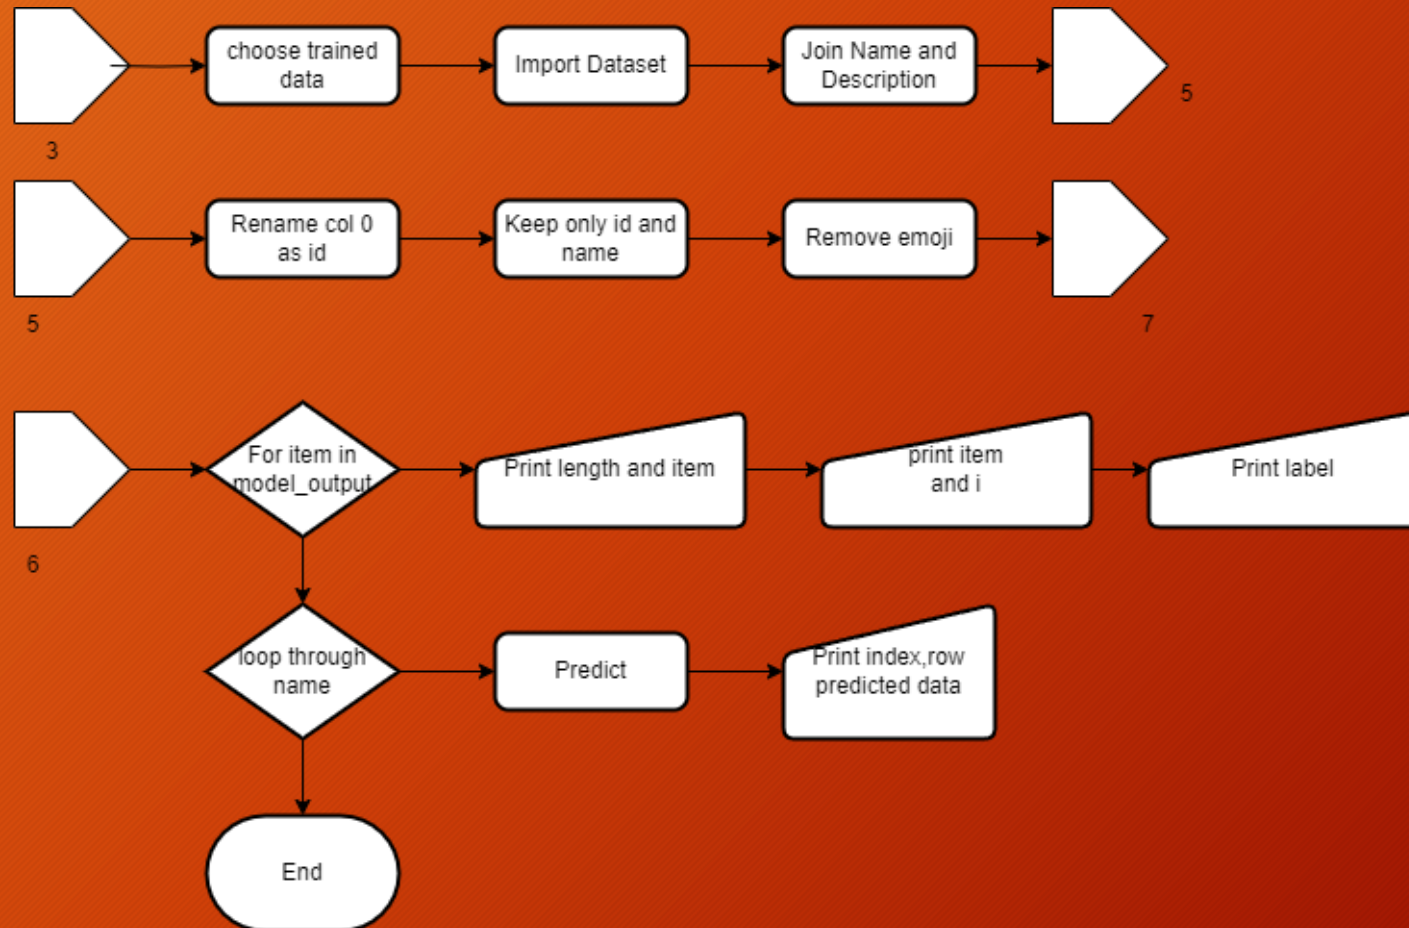 choose trained
data
Import Dataset
Join Name and
Description
5
3
Rename col 0
as id
Keep only id and
name
Remove emoji
5
7
For item in
model_output
Print length and item
print item
and i
Print label
6
loop through
name
Predict
Print index,row
predicted data
End